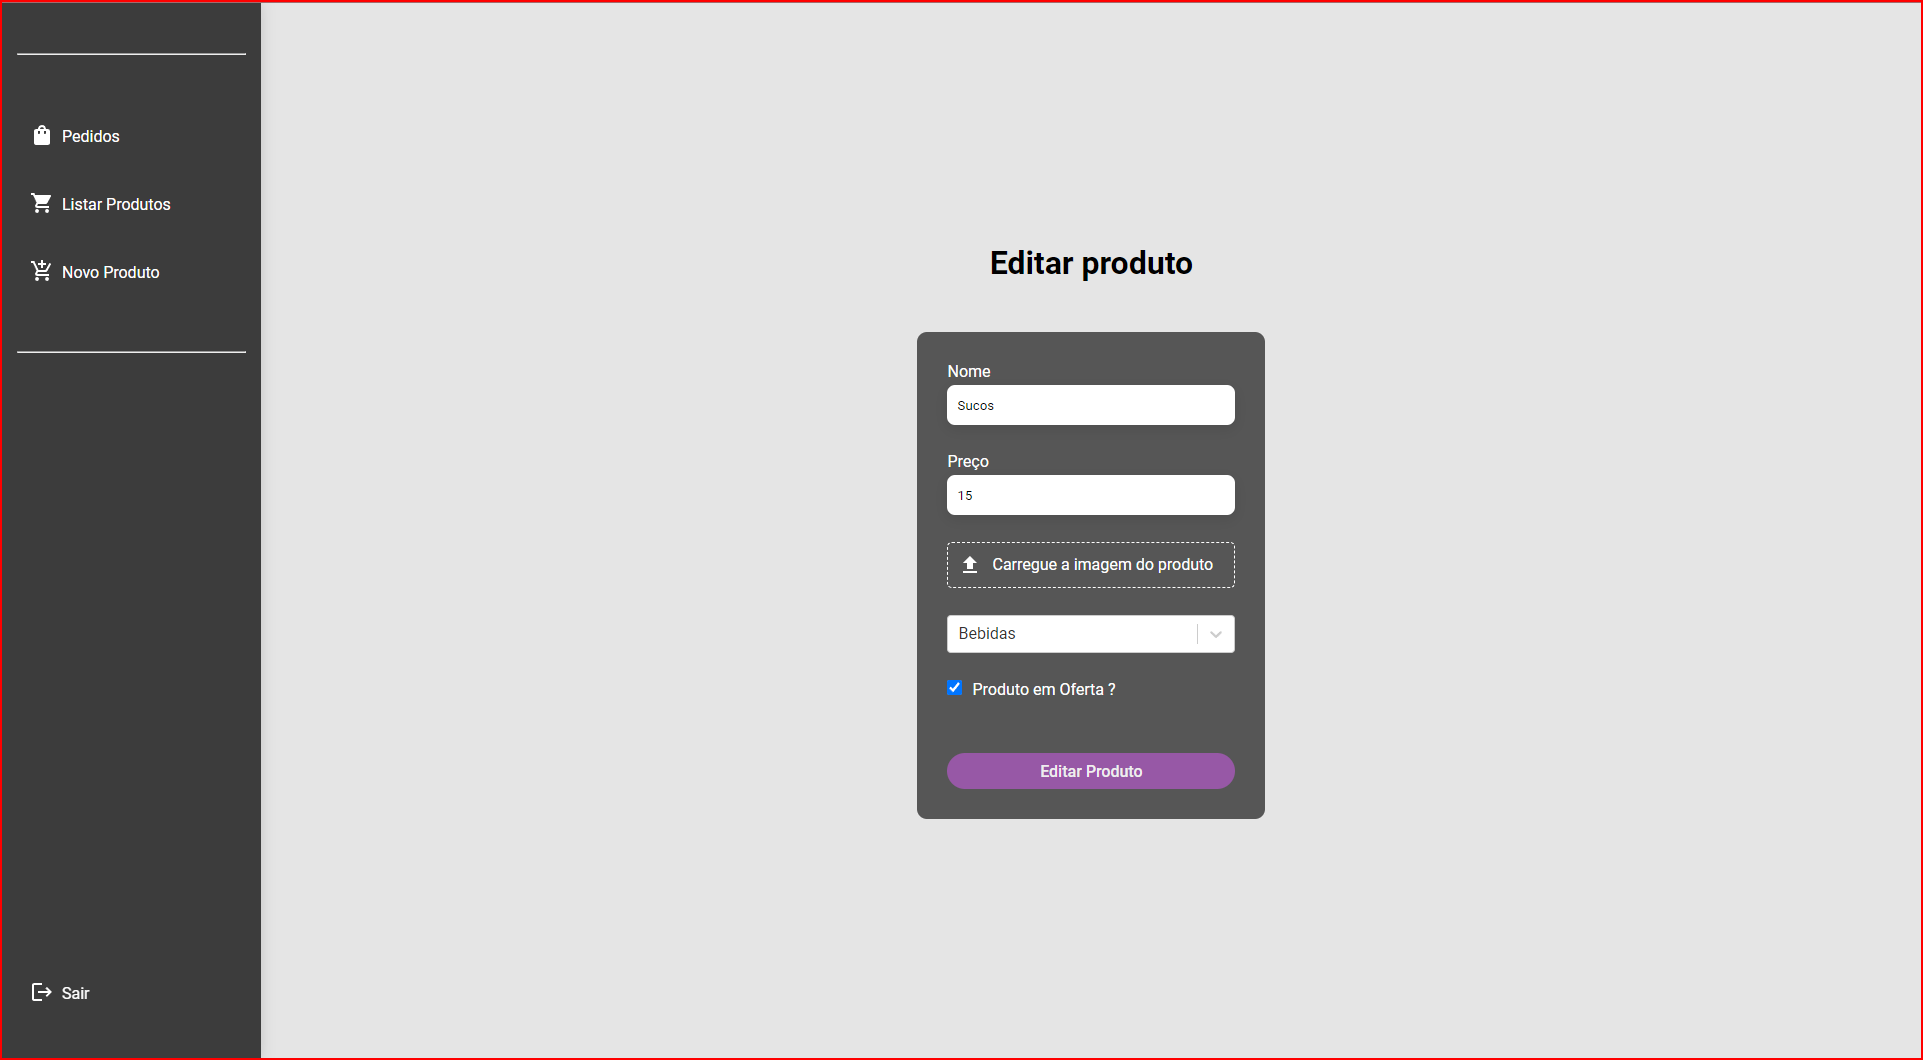 Pedidos
Listar Produtos
Novo Produto
Sair
Editar produto
Nome
Sucos
Preço
15
Carregue a imagem do produto
Bebidas
Produto em Oferta ?
Editar Produto